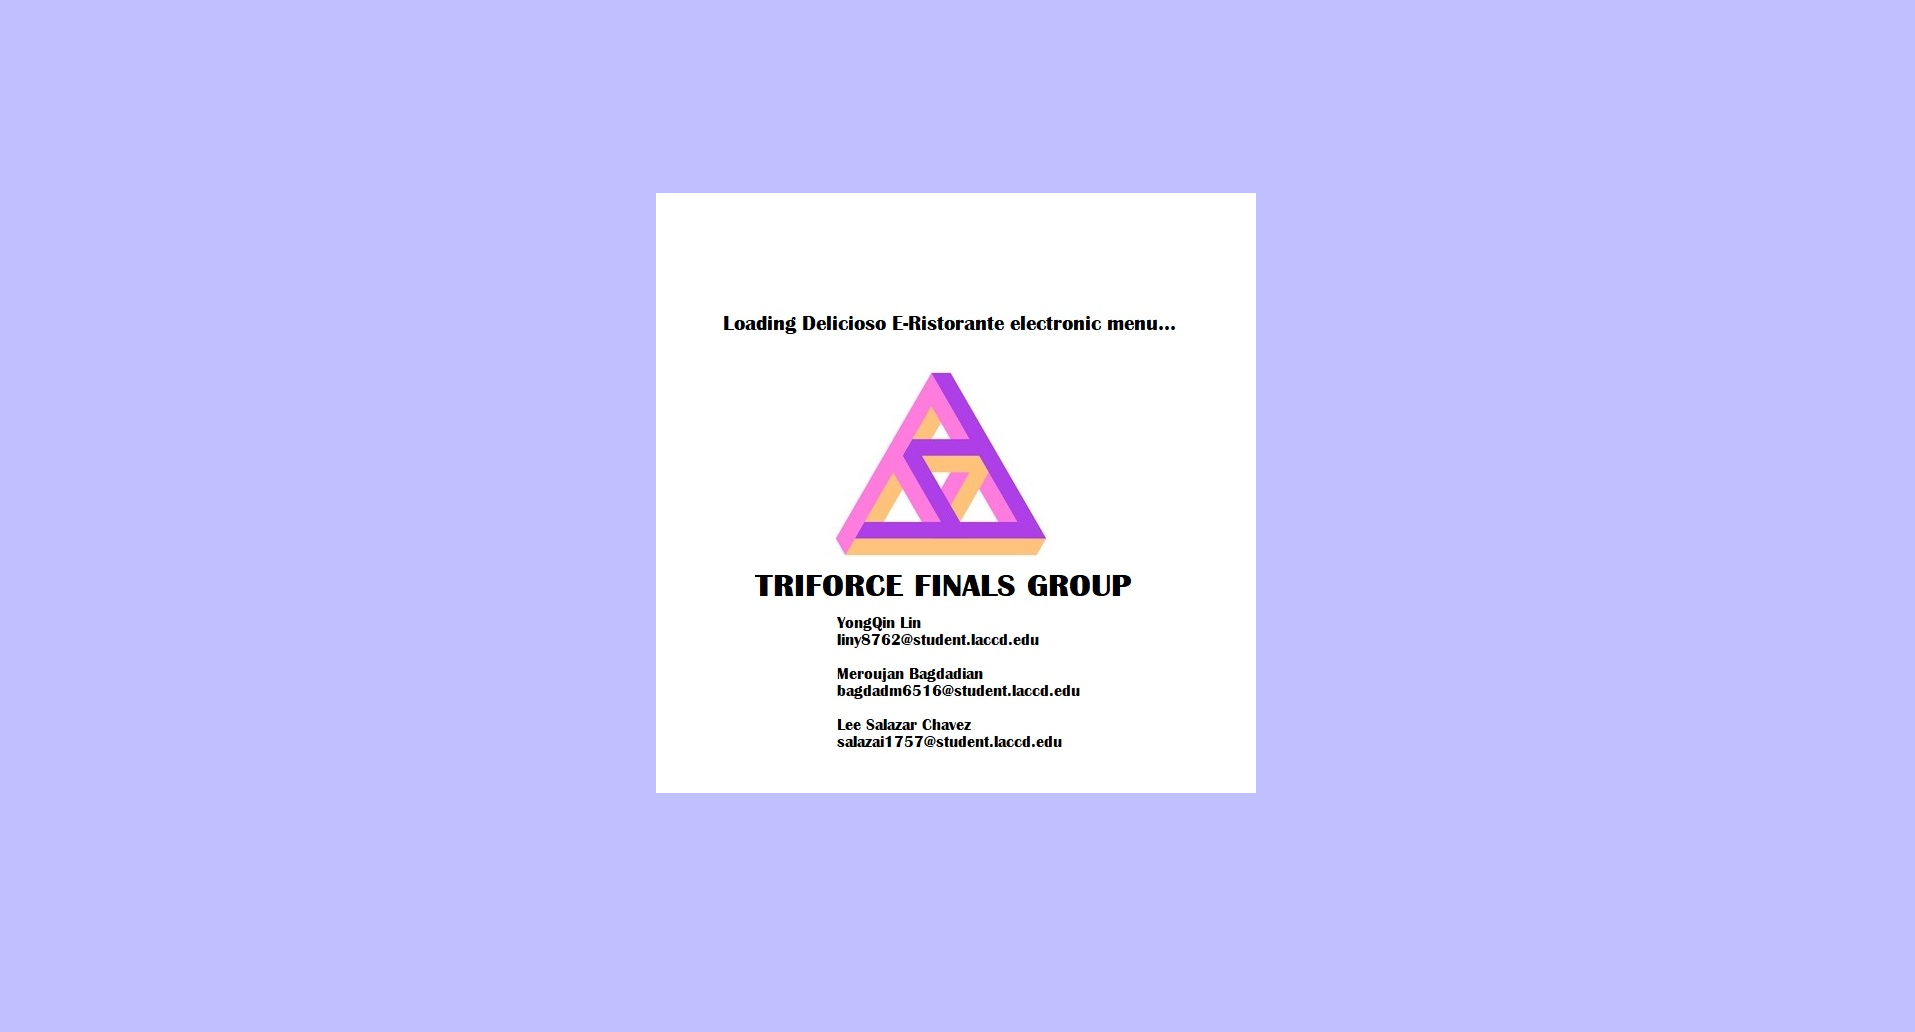 Loading Delicioso E-Ristorante electronic menu...
TRIFORCE FINALS GROUP
YongQin Lin
liny8762@student.laccd.edu
Meroujan Bagdadian
bagdadm6516@student.laccd.edu
Lee Salazar Chavez
salazai1757@student.laccd.edu